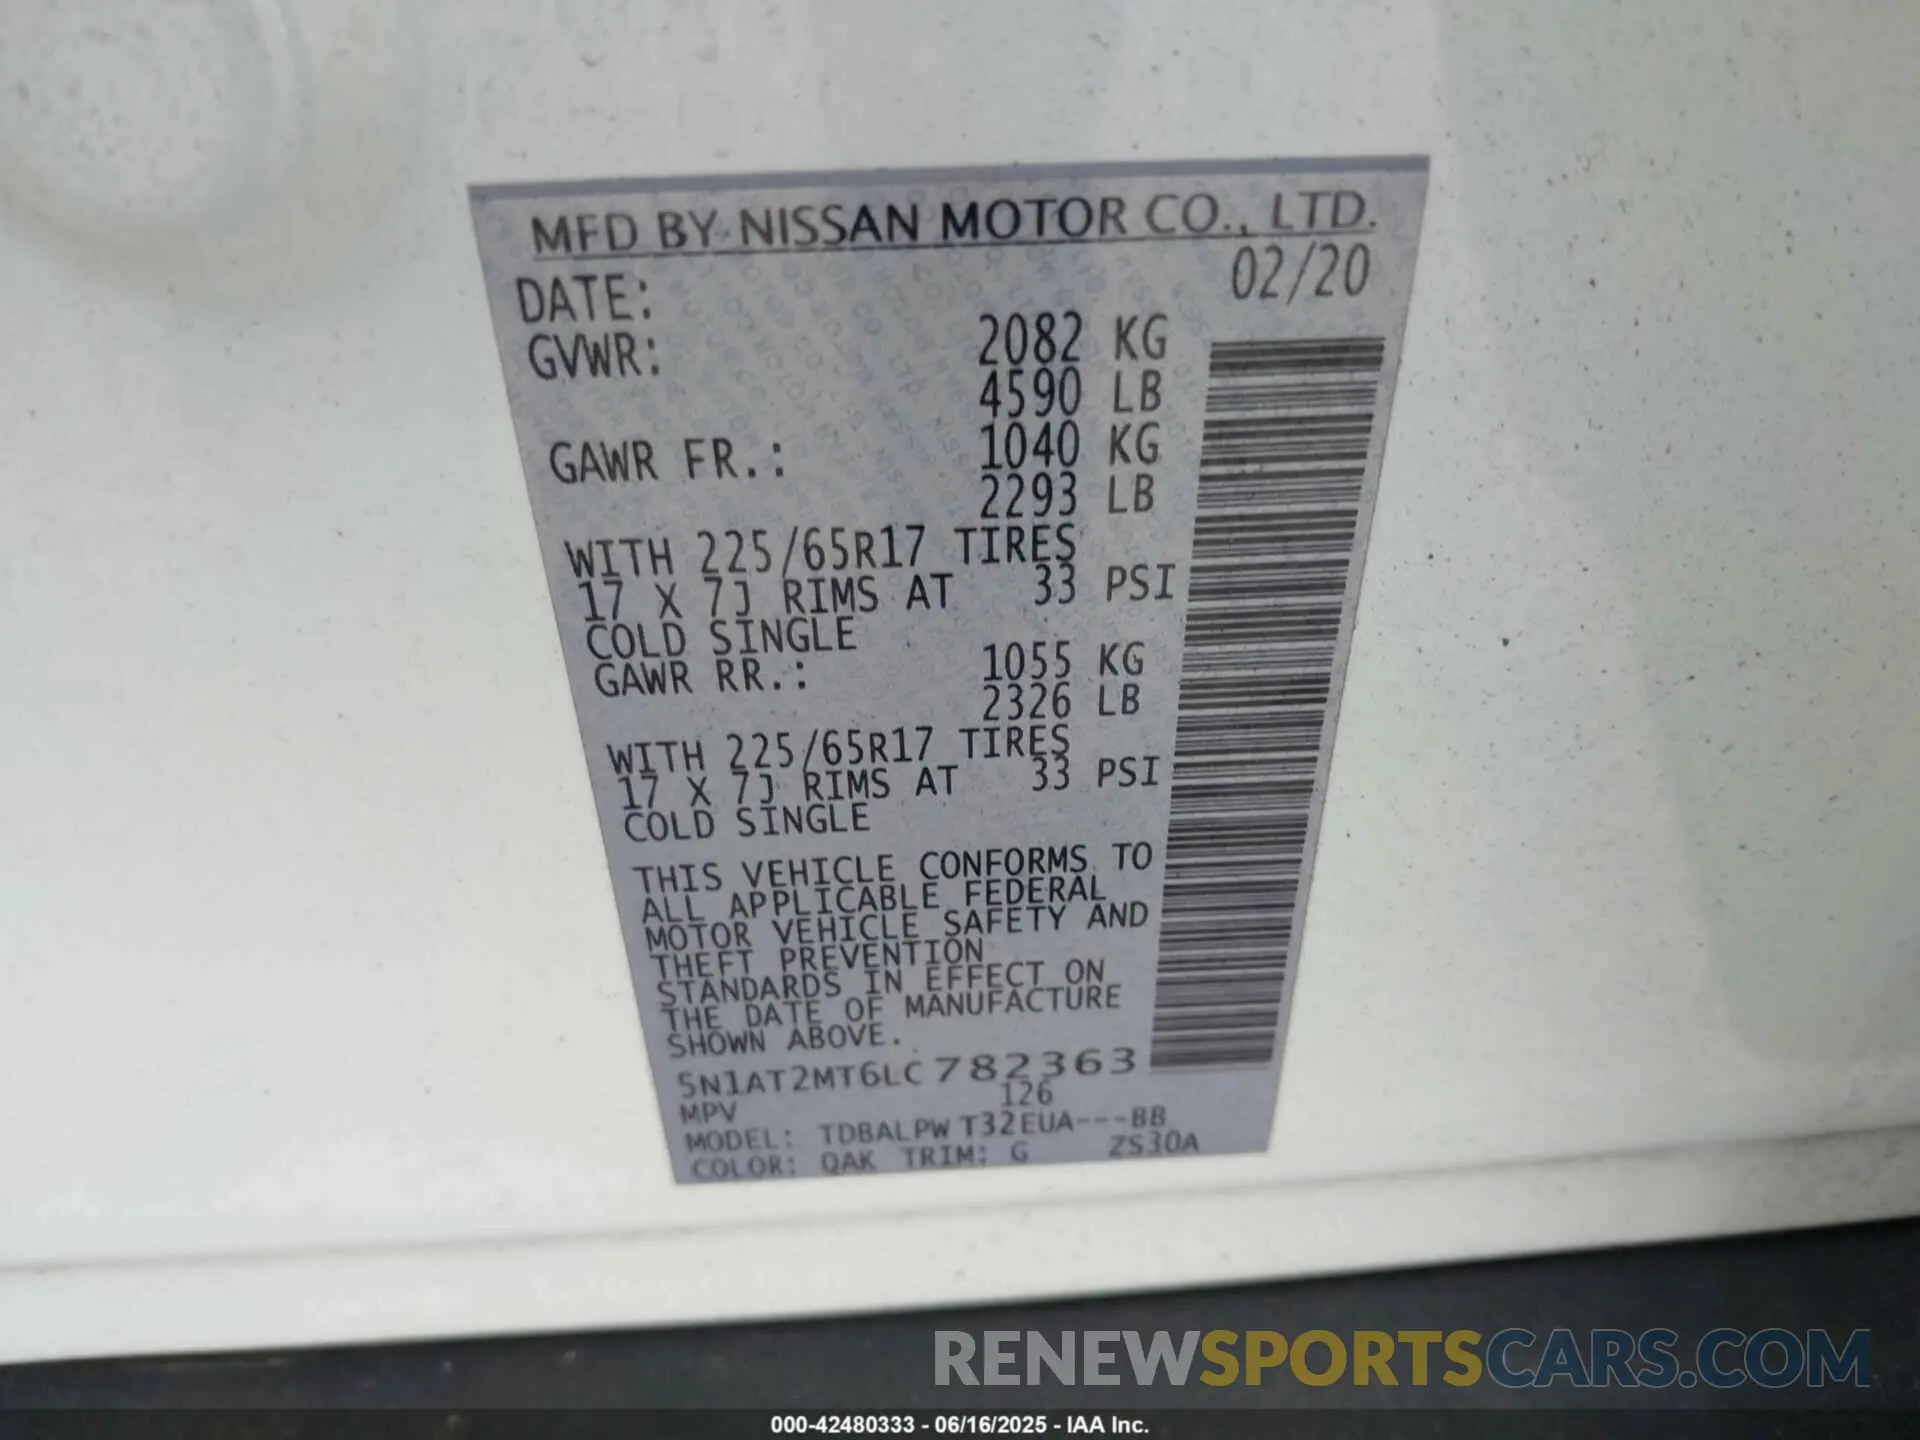 MFD BY NISSAN MOTOR CO., LTD.
DATE: 02/20
GVWR: 2082 KG
4590 LB
GAWR FR.: 1040 KG
2293 LB
WITH 225/65R17 TIRES
17 X 7J RIMS AT 33 PSI
COLD SINGLE
GAWR RR.: 1055 KG
2326 LB
WITH 225/65R17 TIRES
17 X 7J RIMS AT 33 PSI
COLD SINGLE
THIS VEHICLE CONFORMS TO
ALL APPLICABLE FEDERAL
MOTOR VEHICLE SAFETY AND
THEFT PREVENTION
STANDARDS IN EFFECT ON
THE DATE OF MANUFACTURE
SHOWN ABOVE.
5N1AT2MT6LC782363
MPV 126
MODEL: TDBALPW T32EUA---BB
COLOR: QAK TRIM: G ZS30A
RENEWSPORTSCARS.COM
000-42480333 - 06/16/2025 - IAA Inc.